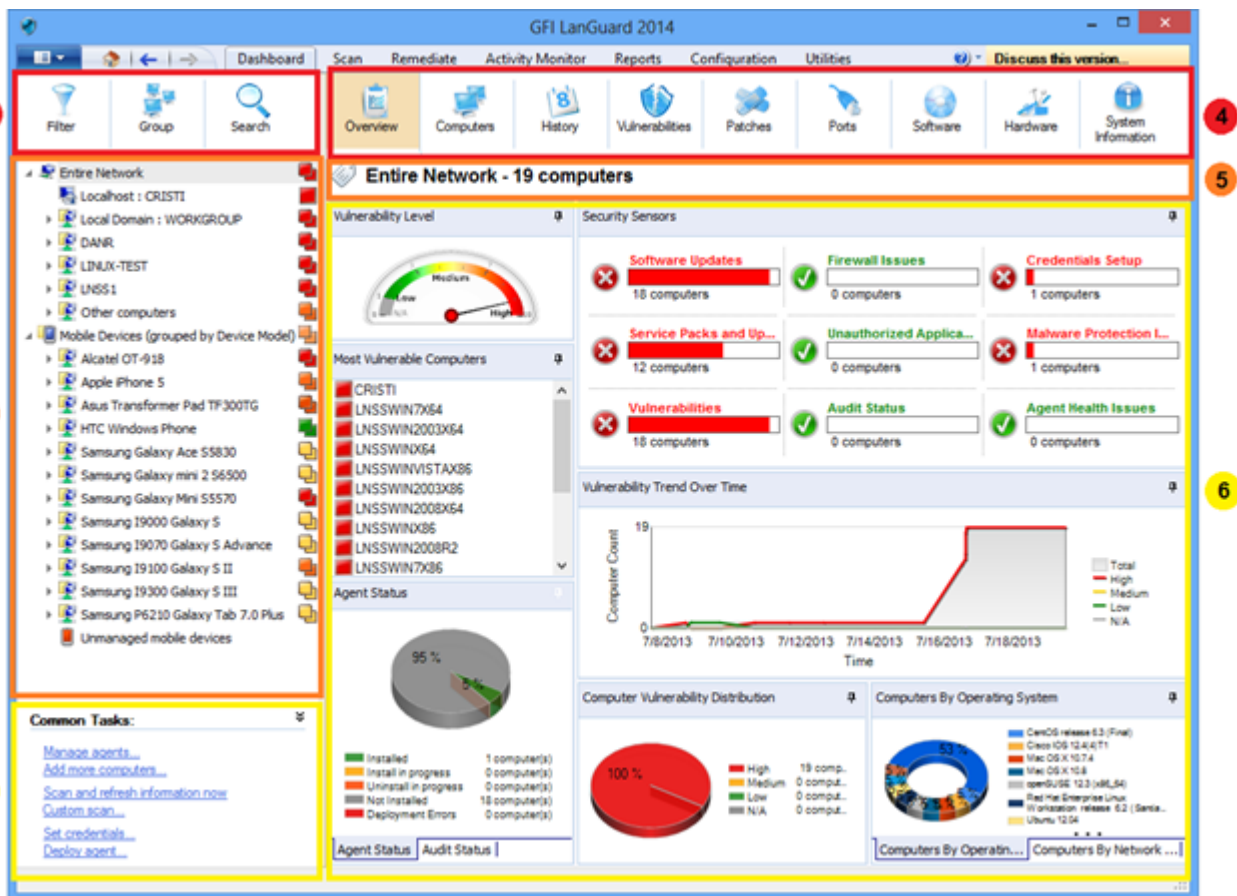 GFI LanGuard 2014
Dashboard Scan Remediate Activity Monitor Reports Configuration Utilities Discuss this version...
Filter Group Search
Overview Computers History Vulnerabilities Patches Ports Software Hardware System Information
4
Entire Network
Localhost : CRISTI
Local Domain : WORKGROUP
DANR
LINUX-TEST
LNSS1
Other computers
Mobile Devices (grouped by Device Model)
Alcatel OT-918
Apple iPhone 5
Asus Transformer Pad TF300TG
HTC Windows Phone
Samsung Galaxy Ace S5830
Samsung Galaxy mini 2 S6500
Samsung Galaxy Mini S5570
Samsung I9000 Galaxy S
Samsung I9070 Galaxy S Advance
Samsung I9100 Galaxy S II
Samsung I9300 Galaxy S III
Samsung P6210 Galaxy Tab 7.0 Plus
Unmanaged mobile devices
Common Tasks:
Manage agents...
Add more computers...
Scan and refresh information now
Custom scan...
Set credentials...
Deploy agent...
Entire Network - 19 computers
5
Vulnerability Level
Low
Medium
High
N/A
Most Vulnerable Computers
CRISTI
LNSSWIN7X64
LNSSWIN2003X64
LNSSWINX64
LNSSWINVISTAX86
LNSSWIN2003X86
LNSSWIN2008X64
LNSSWINX86
LNSSWIN2008R2
LNSSWIN7X86
Agent Status
95 %
5 %
Installed 1 computer(s)
Install in progress 0 computer(s)
Uninstall in progress 0 computer(s)
Not Installed 18 computer(s)
Deployment Errors 0 computer(s)
Agent Status Audit Status
Security Sensors
Software Updates
18 computers
Firewall Issues
0 computers
Credentials Setup
1 computers
Service Packs and Up...
12 computers
Unauthorized Applica...
0 computers
Malware Protection I...
1 computers
Vulnerabilities
18 computers
Audit Status
0 computers
Agent Health Issues
0 computers
6
Vulnerability Trend Over Time
Computer Count
19
0
7/8/2013 7/10/2013 7/12/2013 7/14/2013 7/16/2013 7/18/2013
Time
Total
High
Medium
Low
N/A
Computer Vulnerability Distribution
100 %
High 19 comp..
Medium 0 comput..
Low 0 comput..
N/A 0 comput..
Computers By Operating System
53 %
CentOS release 6.3 (Final)
Cisco IOS 12.4(4)T1
Mac OS X 10.7.4
Mac OS X 10.8
openSUSE 12.3 (x86_64)
Red Hat Enterprise Linux
Workstation release 6.2 (Santia...
Ubuntu 12.04
Computers By Operatin... Computers By Network ...